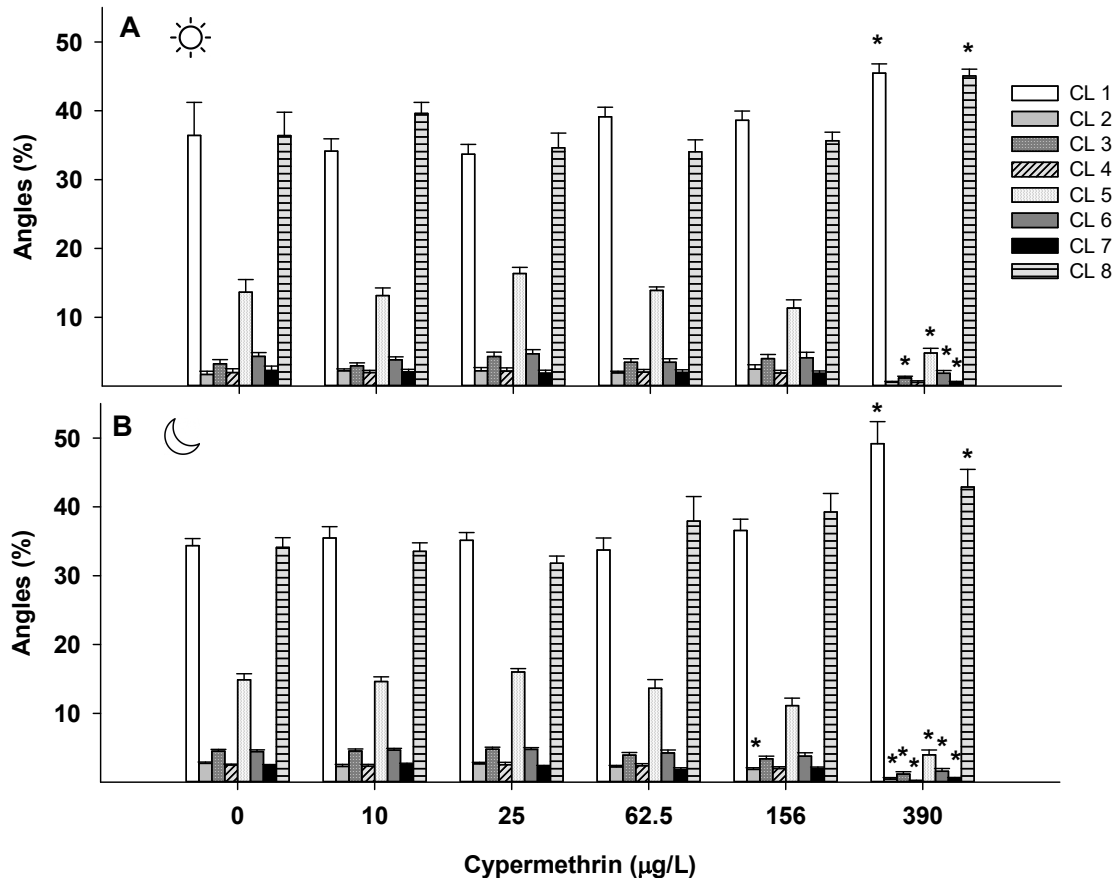 A
50
40
30
20
10
Angles (%)
* *
* * * *
CL 1
CL 2
CL 3
CL 4
CL 5
CL 6
CL 7
CL 8
B
50
40
30
20
10
Angles (%)
* *
* * * * * * *
0 10 25 62.5 156 390
Cypermethrin (μg/L)